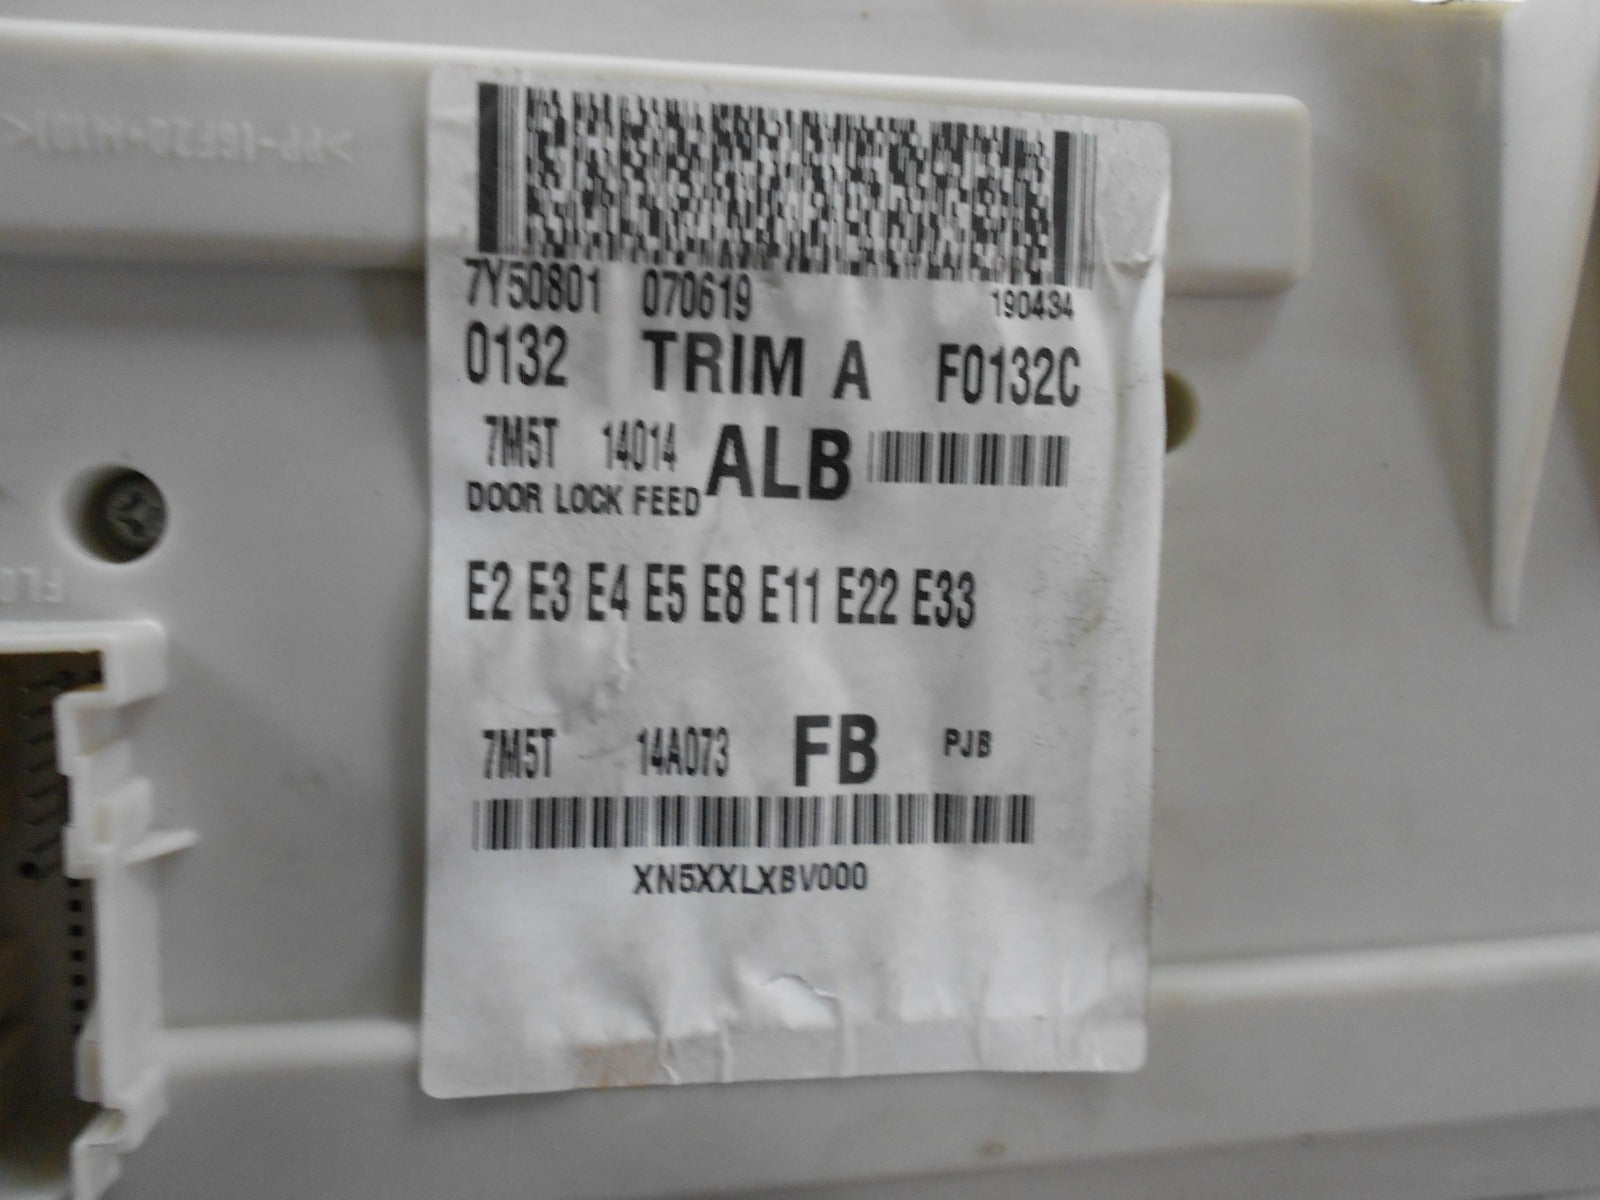 7Y50801 070619 190434
0132 TRIM A F0132C
7M5T 14014 ALB
DOOR LOCK FEED
E2 E3 E4 E5 E8 E11 E22 E33
7M5T 14A073 FB PJB
XN5XXLXBV000